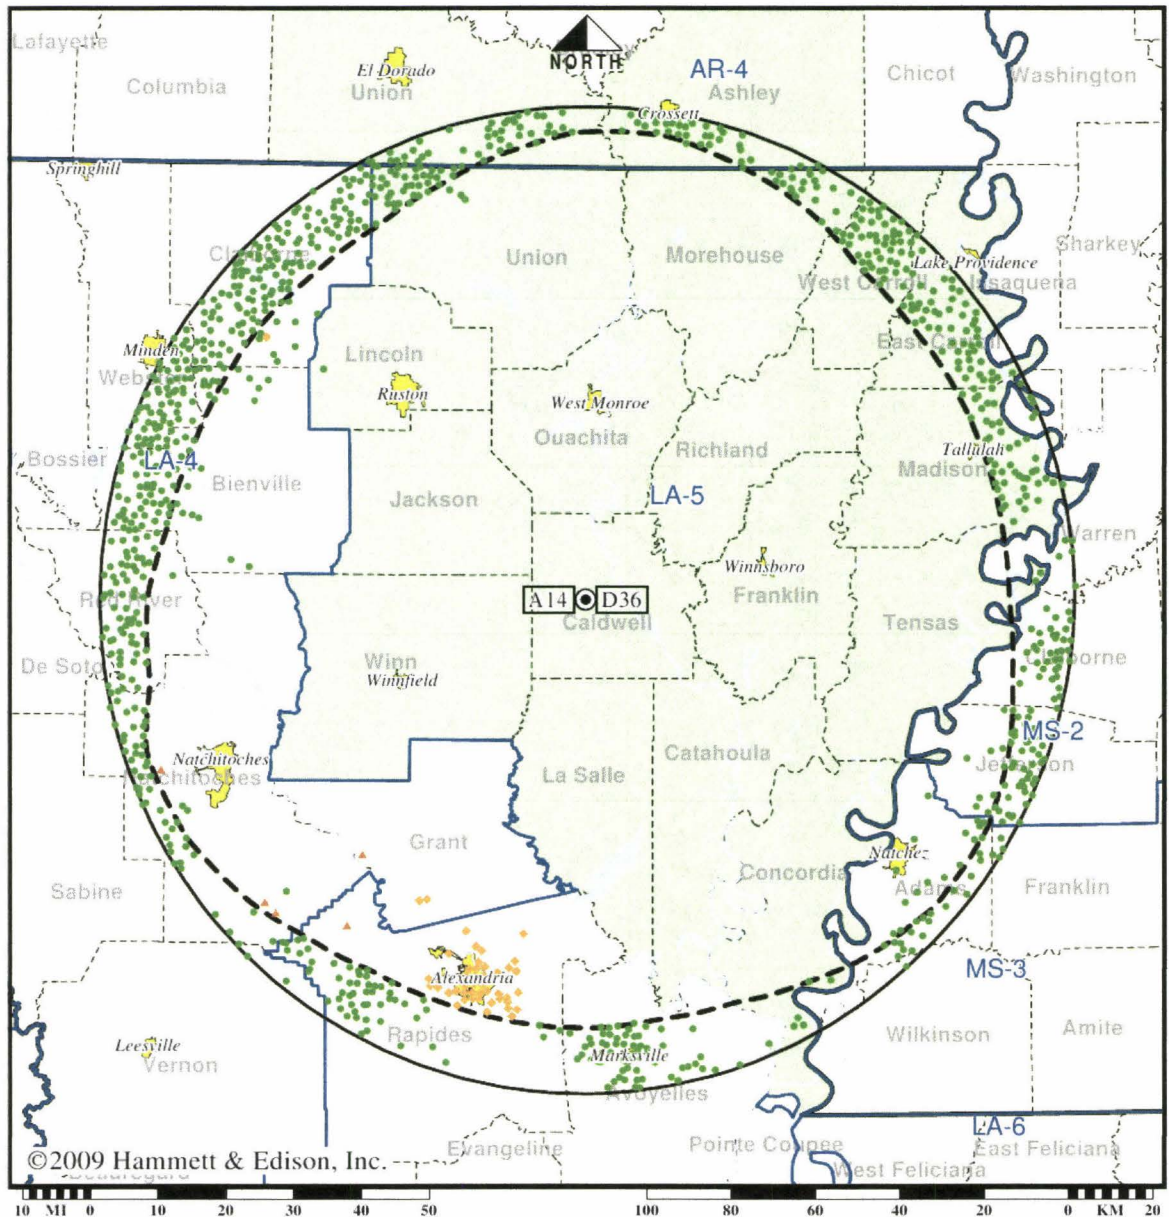 Lafayette
Columbia
El Dorado
Union
NORTH
AR-4
Ashley
Crossett
Chicot
Washington
Springhill
Claiborne
Union
Morehouse
West Carroll
Lake Providence
Issaquena
Sharkey
Minden
Webster
Lincoln
Ruston
West Monroe
Ouachita
East Carroll
Bossier
LA-4
Bienville
Jackson
Richland
LA-5
Tallulah
Madison
Warren
Winnsboro
Franklin
Red River
A14
D36
Caldwell
Tensas
De Soto
Winn
Winnfield
Claiborne
MS-2
Natchitoches
Natchitoches
La Salle
Catahoula
Jefferson
Grant
Natchez
Sabine
Concordia
Adams
Franklin
Alexandria
MS-3
Leesville
Vernon
Rapides
Marksville
Avoyelles
Wilkinson
Amite
LA-6
Evangeline
Pointe Coupee
East Feliciana
West Feliciana
©2009 Hammett & Edison, Inc.
Beauregard
10 MI 0 10 20 30 40 50 100 80 60 40 20 0 KM 20